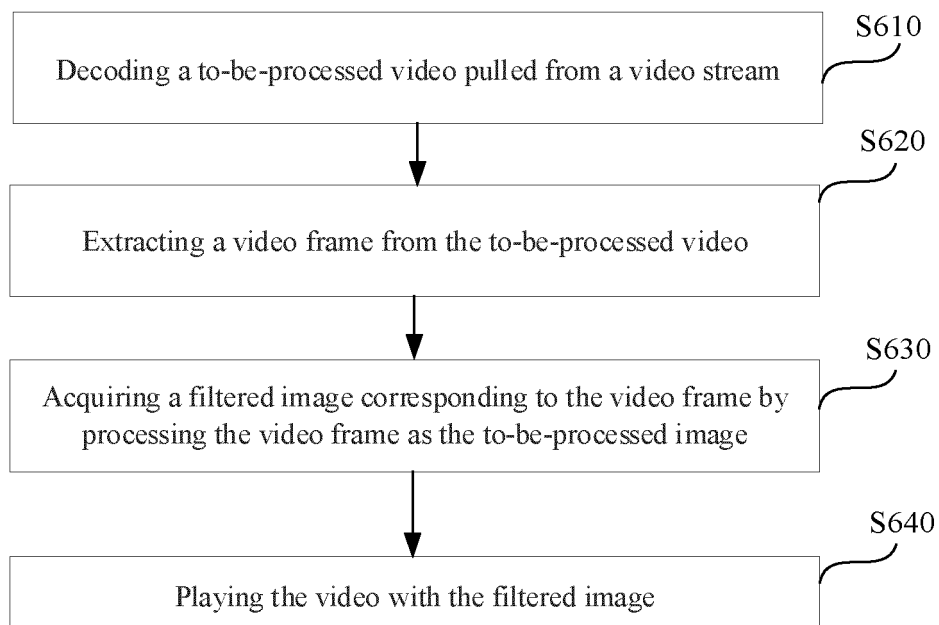 S610
Decoding a to-be-processed video pulled from a video stream
S620
Extracting a video frame from the to-be-processed video
S630
Acquiring a filtered image corresponding to the video frame by
processing the video frame as the to-be-processed image
S640
Playing the video with the filtered image